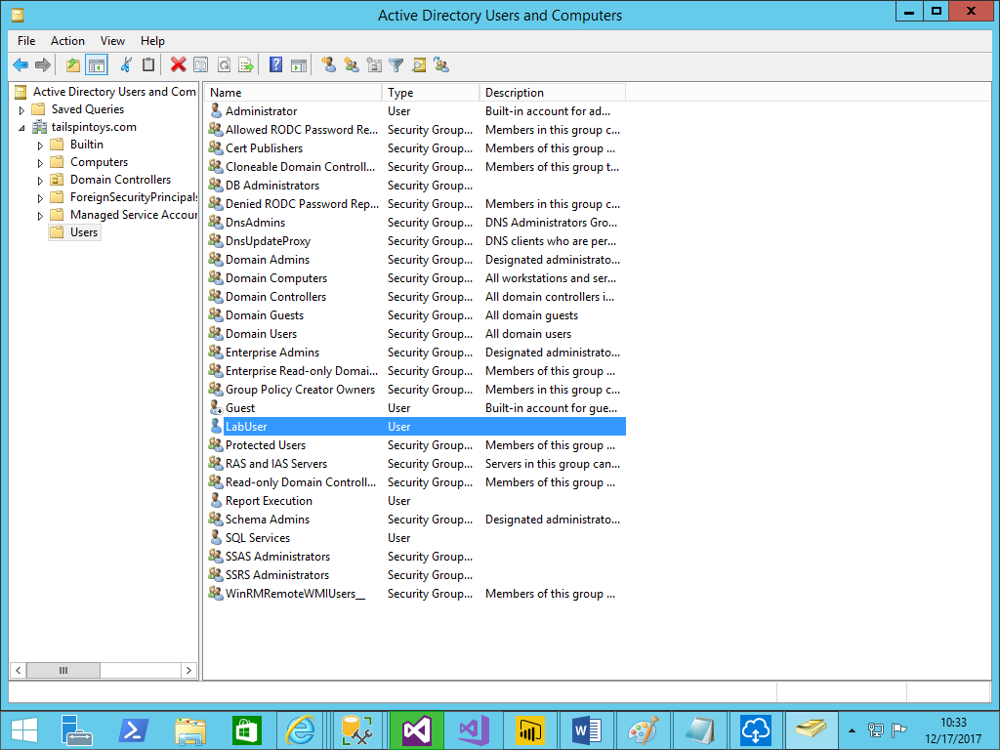 Active Directory Users and Computers
File Action View Help
Active Directory Users and Com
Saved Queries
tailspintoys.com
Builtin
Computers
Domain Controllers
ForeignSecurityPrincipals
Managed Service Accour
Users
Name Type Description
Administrator User Built-in account for ad...
Allowed RODC Password Re... Security Group... Members in this group c...
Cert Publishers Security Group... Members of this group ...
Cloneable Domain Controll... Security Group... Members of this group t...
DB Administrators Security Group...
Denied RODC Password Rep... Security Group... Members in this group c...
DnsAdmins Security Group... DNS Administrators Gro...
DnsUpdateProxy Security Group... DNS clients who are per...
Domain Admins Security Group... Designated administrato...
Domain Computers Security Group... All workstations and ser...
Domain Controllers Security Group... All domain controllers i...
Domain Guests Security Group... All domain guests
Domain Users Security Group... All domain users
Enterprise Admins Security Group... Designated administrato...
Enterprise Read-only Domai... Security Group... Members of this group ...
Group Policy Creator Owners Security Group... Members in this group c...
Guest User Built-in account for gue...
LabUser User
Protected Users Security Group... Members of this group ...
RAS and IAS Servers Security Group... Servers in this group can...
Read-only Domain Controll... Security Group... Members of this group ...
Report Execution User
Schema Admins Security Group... Designated administrato...
SQL Services User
SSAS Administrators Security Group...
SSRS Administrators Security Group...
WinRMRemoteWMIUsers__ Security Group... Members of this group ...
10:33
12/17/2017